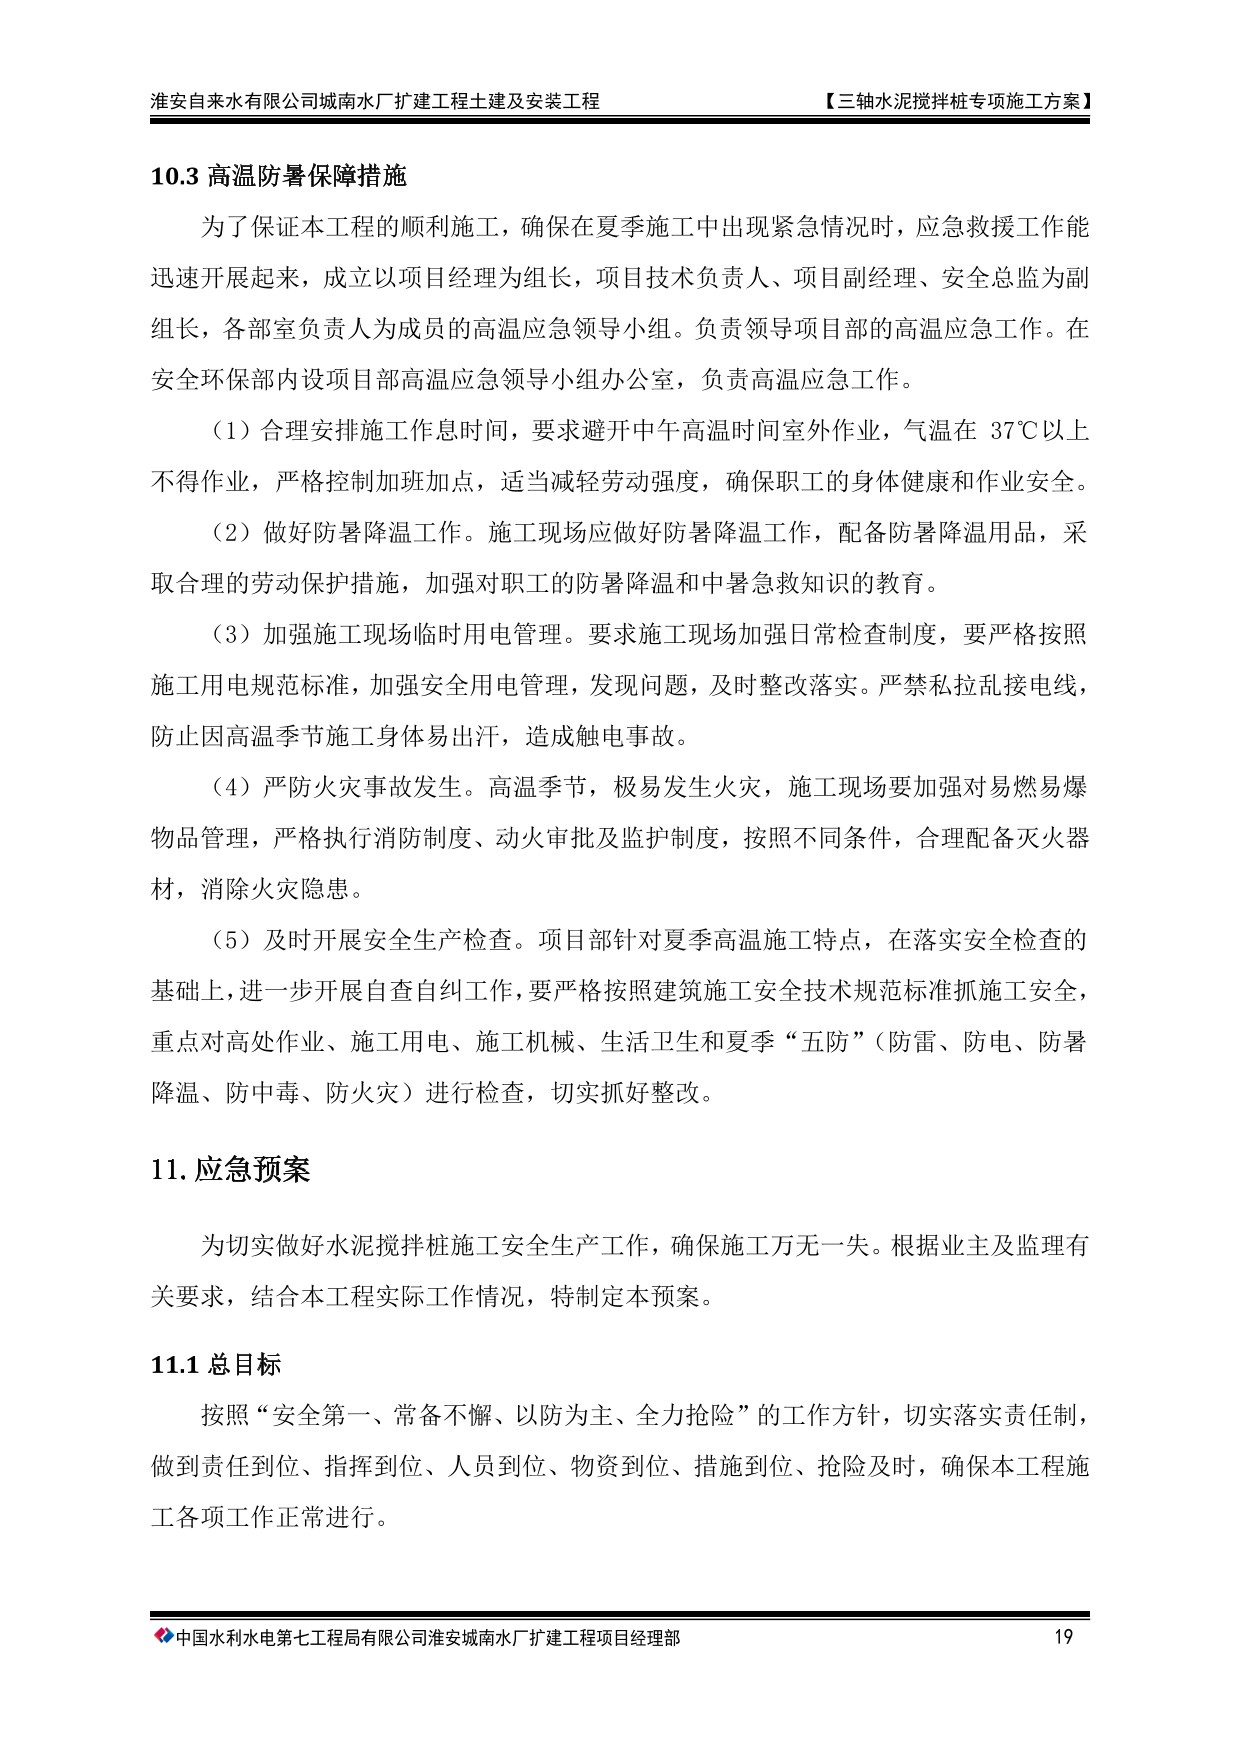 淮安自来水有限公司城南水厂扩建工程土建及安装工程 【三轴水泥搅拌桩专项施工方案】
10.3 高温防暑保障措施
为了保证本工程的顺利施工，确保在夏季施工中出现紧急情况时，应急救援工作能
迅速开展起来，成立以项目经理为组长，项目技术负责人、项目副经理、安全总监为副
组长，各部室负责人为成员的高温应急领导小组。负责领导项目部的高温应急工作。在
安全环保部内设项目部高温应急领导小组办公室，负责高温应急工作。
（1）合理安排施工作息时间，要求避开中午高温时间室外作业，气温在 37℃以上
不得作业，严格控制加班加点，适当减轻劳动强度，确保职工的身体健康和作业安全。
（2）做好防暑降温工作。施工现场应做好防暑降温工作，配备防暑降温用品，采
取合理的劳动保护措施，加强对职工的防暑降温和中暑急救知识的教育。
（3）加强施工现场临时用电管理。要求施工现场加强日常检查制度，要严格按照
施工用电规范标准，加强安全用电管理，发现问题，及时整改落实。严禁私拉乱接电线，
防止因高温季节施工身体易出汗，造成触电事故。
（4）严防火灾事故发生。高温季节，极易发生火灾，施工现场要加强对易燃易爆
物品管理，严格执行消防制度、动火审批及监护制度，按照不同条件，合理配备灭火器
材，消除火灾隐患。
（5）及时开展安全生产检查。项目部针对夏季高温施工特点，在落实安全检查的
基础上，进一步开展自查自纠工作，要严格按照建筑施工安全技术规范标准抓施工安全，
重点对高处作业、施工用电、施工机械、生活卫生和夏季“五防”（防雷、防电、防暑
降温、防中毒、防火灾）进行检查，切实抓好整改。
11. 应急预案
为切实做好水泥搅拌桩施工安全生产工作，确保施工万无一失。根据业主及监理有
关要求，结合本工程实际工作情况，特制定本预案。
11.1 总目标
按照“安全第一、常备不懈、以防为主、全力抢险”的工作方针，切实落实责任制，
做到责任到位、指挥到位、人员到位、物资到位、措施到位、抢险及时，确保本工程施
工各项工作正常进行。
中国水利水电第七工程局有限公司淮安城南水厂扩建工程项目经理部 19